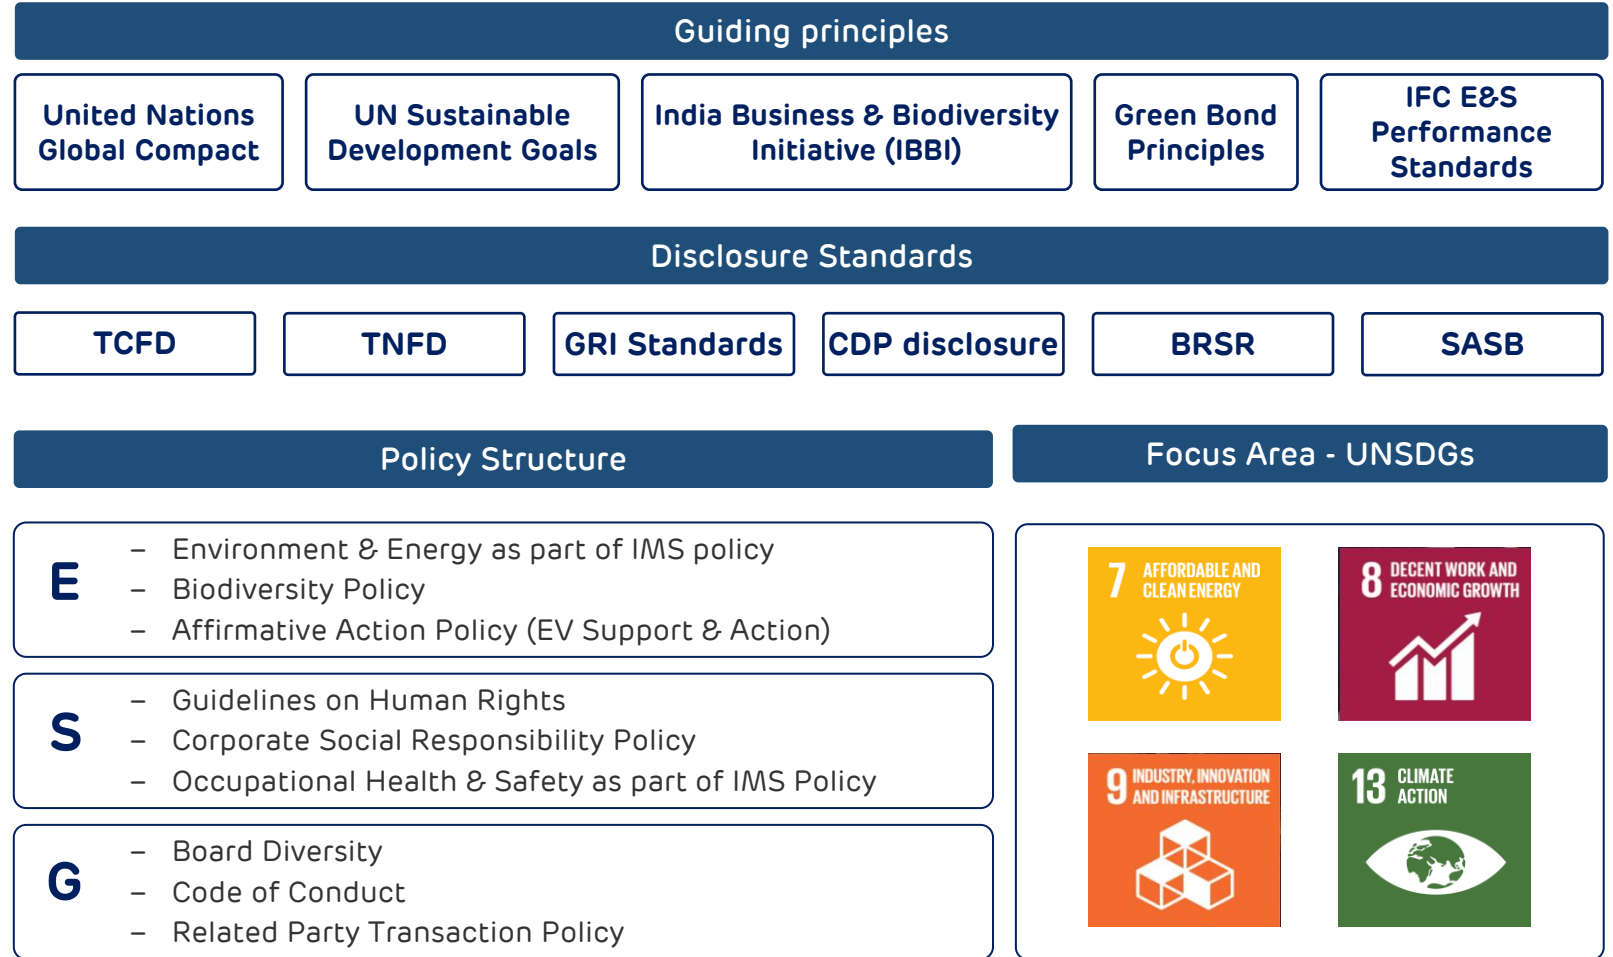 Guiding principles
United Nations
Global Compact
UN Sustainable
Development Goals
India Business & Biodiversity
Initiative (IBBI)
Green Bond
Principles
IFC E&S
Performance
Standards
Disclosure Standards
TCFD
TNFD
GRI Standards
CDP disclosure
BRSR
SASB
Policy Structure
E
– Environment & Energy as part of IMS policy
– Biodiversity Policy
– Affirmative Action Policy (EV Support & Action)
S
– Guidelines on Human Rights
– Corporate Social Responsibility Policy
– Occupational Health & Safety as part of IMS Policy
G
– Board Diversity
– Code of Conduct
– Related Party Transaction Policy
Focus Area - UNSDGs
7 AFFORDABLE AND
CLEAN ENERGY
8 DECENT WORK AND
ECONOMIC GROWTH
9 INDUSTRY, INNOVATION
AND INFRASTRUCTURE
13 CLIMATE
ACTION